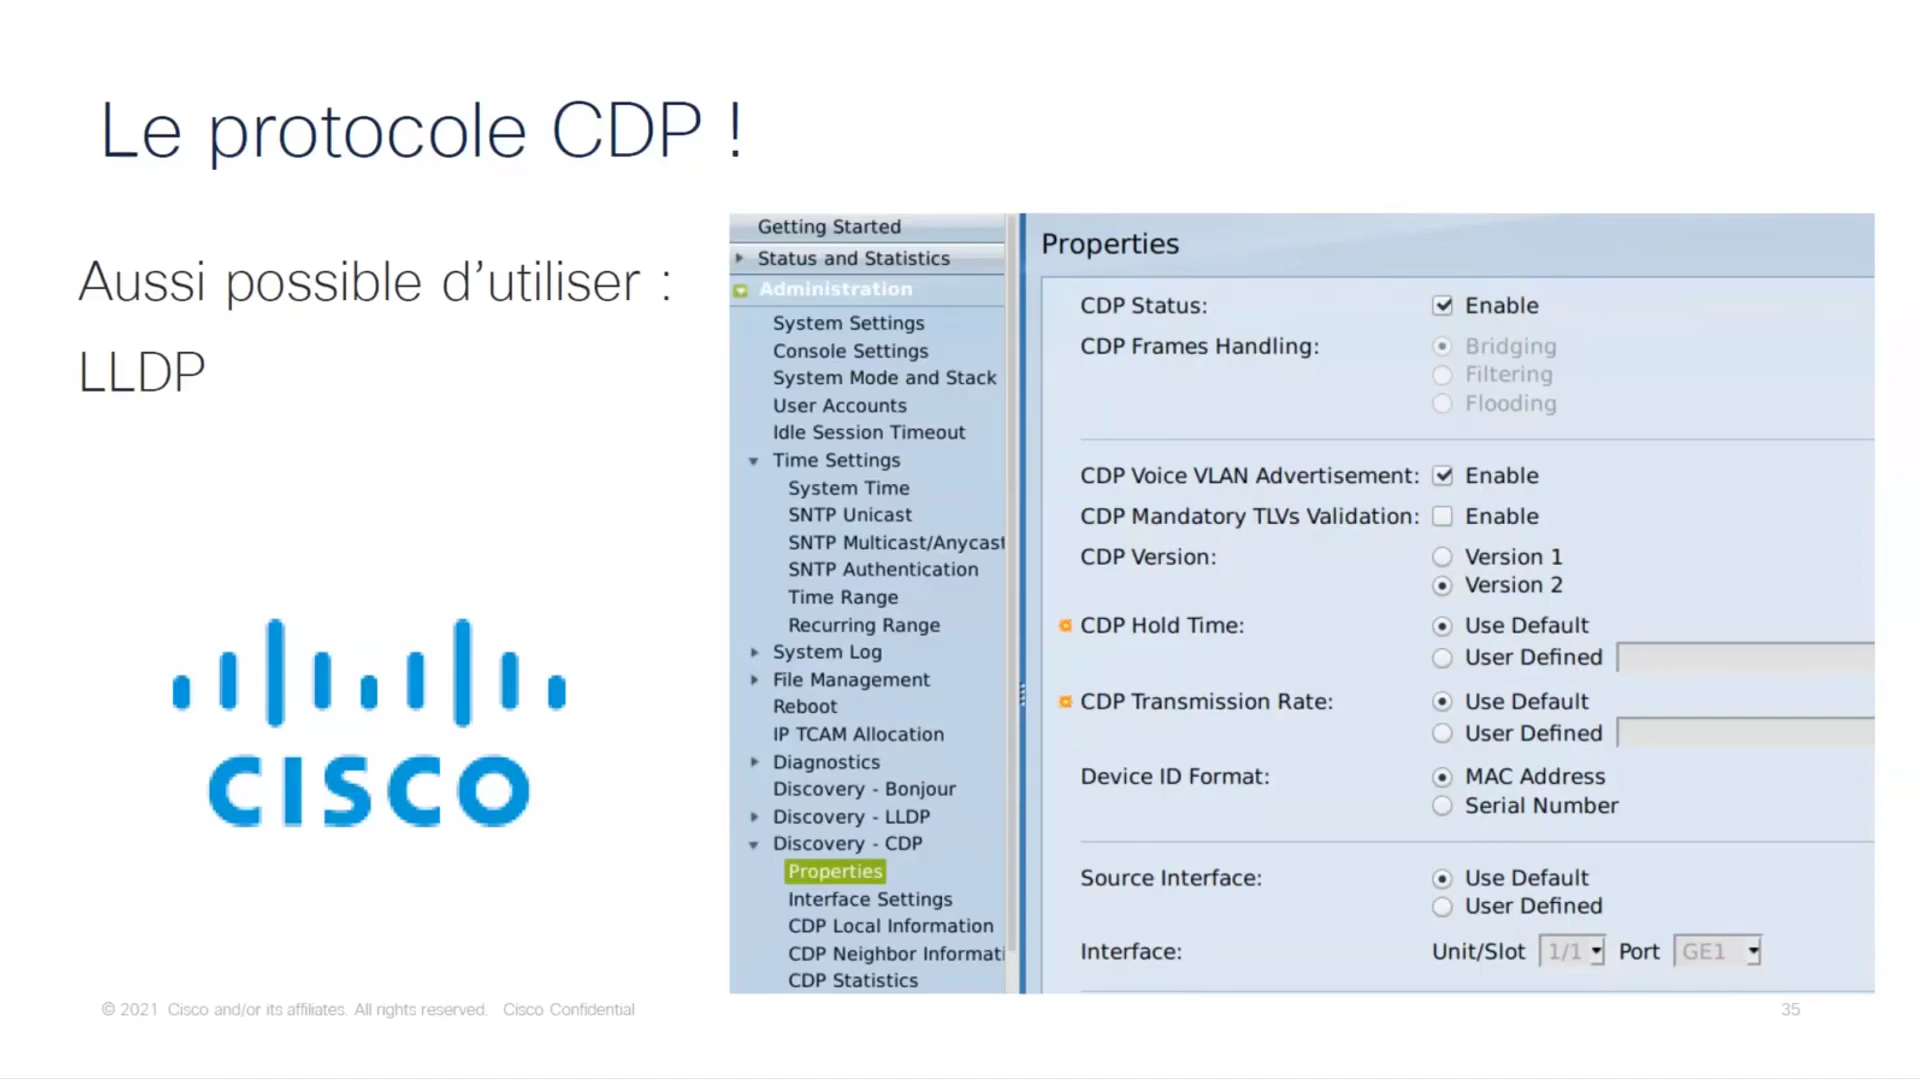 Le protocole CDP !
Aussi possible d’utiliser :
LLDP
CISCO
Getting Started
Status and Statistics
Administration
System Settings
Console Settings
System Mode and Stack
User Accounts
Idle Session Timeout
Time Settings
System Time
SNTP Unicast
SNTP Multicast/Anycast
SNTP Authentication
Time Range
Recurring Range
System Log
File Management
Reboot
IP TCAM Allocation
Diagnostics
Discovery - Bonjour
Discovery - LLDP
Discovery - CDP
Properties
Interface Settings
CDP Local Information
CDP Neighbor Informati
CDP Statistics
Properties
CDP Status: Enable
CDP Frames Handling: Bridging
Filtering
Flooding
CDP Voice VLAN Advertisement: Enable
CDP Mandatory TLVs Validation: Enable
CDP Version: Version 1
Version 2
CDP Hold Time: Use Default
User Defined
CDP Transmission Rate: Use Default
User Defined
Device ID Format: MAC Address
Serial Number
Source Interface: Use Default
User Defined
Interface: Unit/Slot 1/1 Port GE1
© 2021 Cisco and/or its affiliates. All rights reserved. Cisco Confidential
35